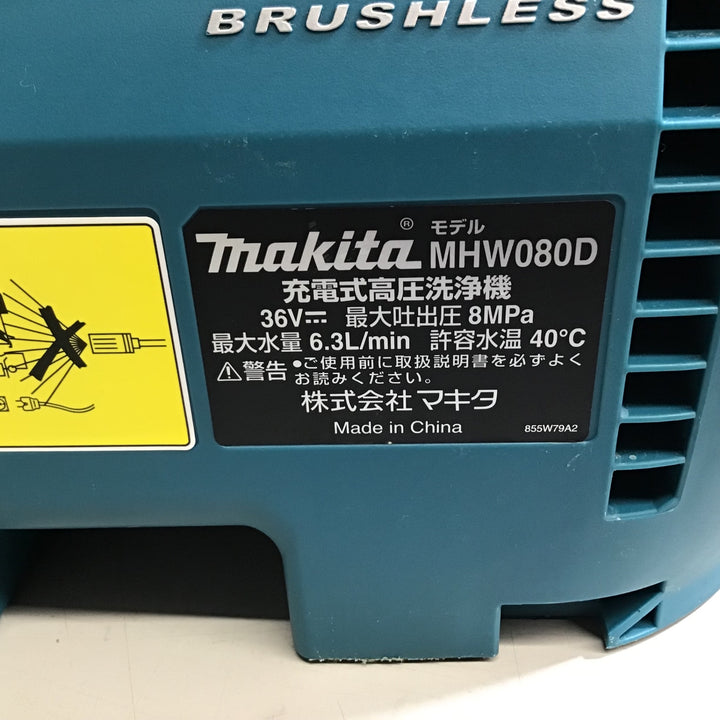 BRUSHLESS
makita® モデル MHW080D
充電式高圧洗浄機
36V⎓ 最大吐出圧 8MPa
最大水量 6.3L/min 許容水温 40°C
⚠警告 •ご使用前に取扱説明書を必ずよく
お読みください。
株式会社 マキタ
Made in China 855W79A2